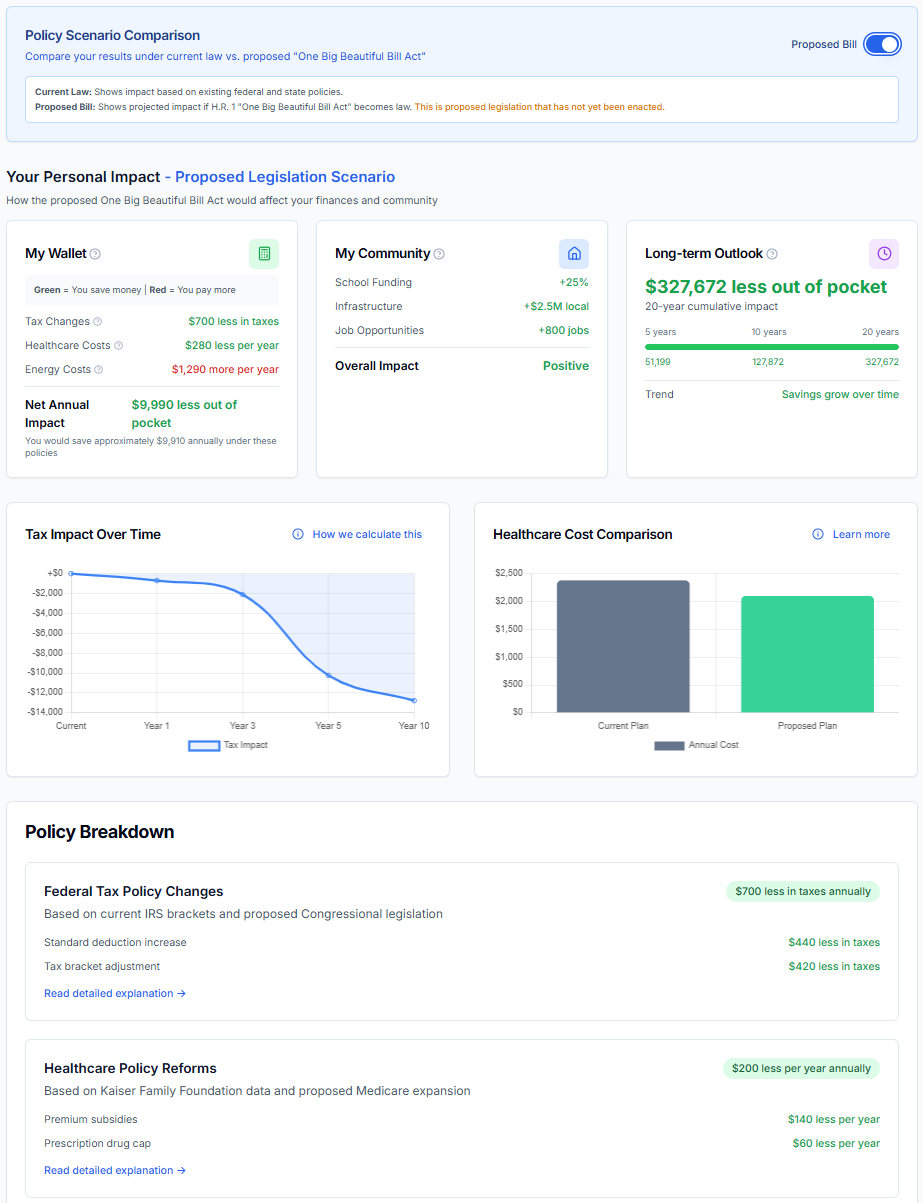 Policy Scenario Comparison
Compare your results under current law vs. proposed "One Big Beautiful Bill Act"
Proposed Bill
Current Law: Shows impact based on existing federal and state policies.
Proposed Bill: Shows projected impact if H.R. 1 "One Big Beautiful Bill Act" becomes law. This is proposed legislation that has not yet been enacted.
Your Personal Impact - Proposed Legislation Scenario
How the proposed One Big Beautiful Bill Act would affect your finances and community
My Wallet
Green = You save money | Red = You pay more
Tax Changes $700 less in taxes
Healthcare Costs $280 less per year
Energy Costs $1,290 more per year
Net Annual Impact $9,990 less out of pocket
You would save approximately $9,910 annually under these
policies
My Community
School Funding +25%
Infrastructure +$2.5M local
Job Opportunities +800 jobs
Overall Impact Positive
Long-term Outlook
$327,672 less out of pocket
20-year cumulative impact
5 years 10 years 20 years
51,199 127,872 327,672
Trend Savings grow over time
Tax Impact Over Time
How we calculate this
+$0
-$2,000
-$4,000
-$6,000
-$8,000
-$10,000
-$12,000
-$14,000
Current Year 1 Year 3 Year 5 Year 10
Tax Impact
Healthcare Cost Comparison
Learn more
$2,500
$2,000
$1,500
$1,000
$500
$0
Current Plan Proposed Plan
Annual Cost
Policy Breakdown
Federal Tax Policy Changes
$700 less in taxes annually
Based on current IRS brackets and proposed Congressional legislation
Standard deduction increase $440 less in taxes
Tax bracket adjustment $420 less in taxes
Read detailed explanation →
Healthcare Policy Reforms
$200 less per year annually
Based on Kaiser Family Foundation data and proposed Medicare expansion
Premium subsidies $140 less per year
Prescription drug cap $60 less per year
Read detailed explanation →